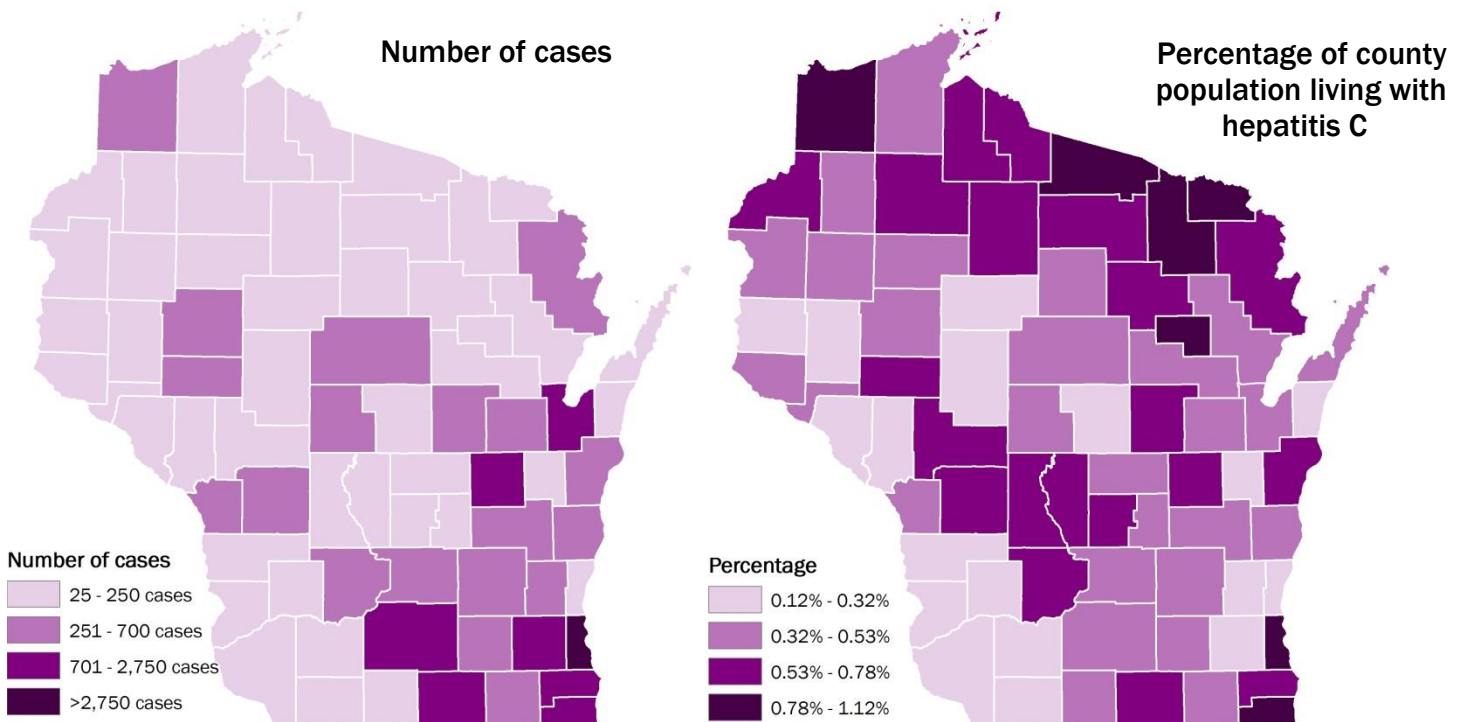 Number of cases
Number of cases
25 - 250 cases
251 - 700 cases
701 - 2,750 cases
>2,750 cases
Percentage of county
population living with
hepatitis C
Percentage
0.12% - 0.32%
0.32% - 0.53%
0.53% - 0.78%
0.78% - 1.12%